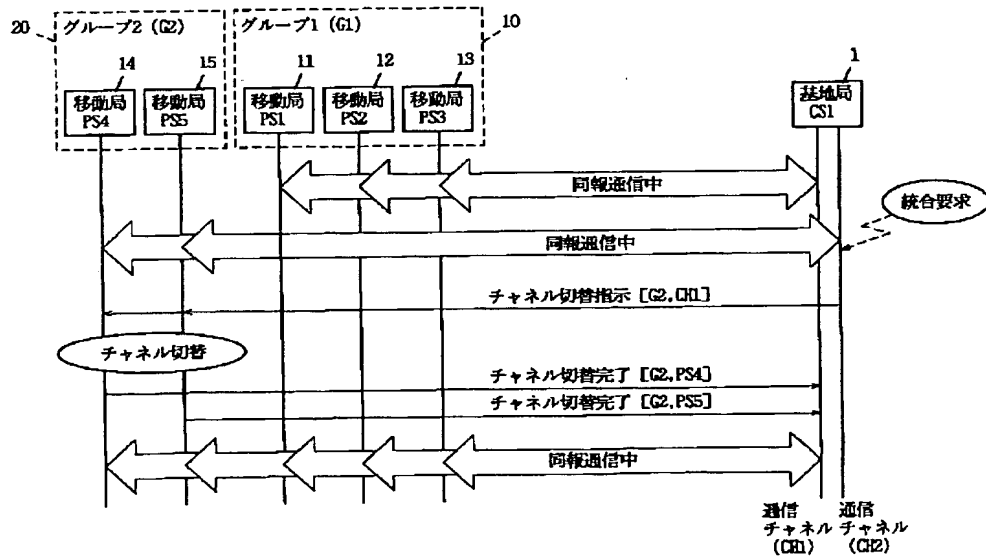 20
グループ2 (G2)
グループ1 (G1)
10
14
15
11
12
13
1
移動局
PS4
移動局
PS5
移動局
PS1
移動局
PS2
移動局
PS3
基地局
CS1
同報通信中
統合要求
同報通信中
チャネル切替指示 [G2,CH1]
チャネル切替
チャネル切替完了 [G2,PS4]
チャネル切替完了 [G2,PS5]
同報通信中
通信
チャネル
(CH1)
通信
チャネル
(CH2)